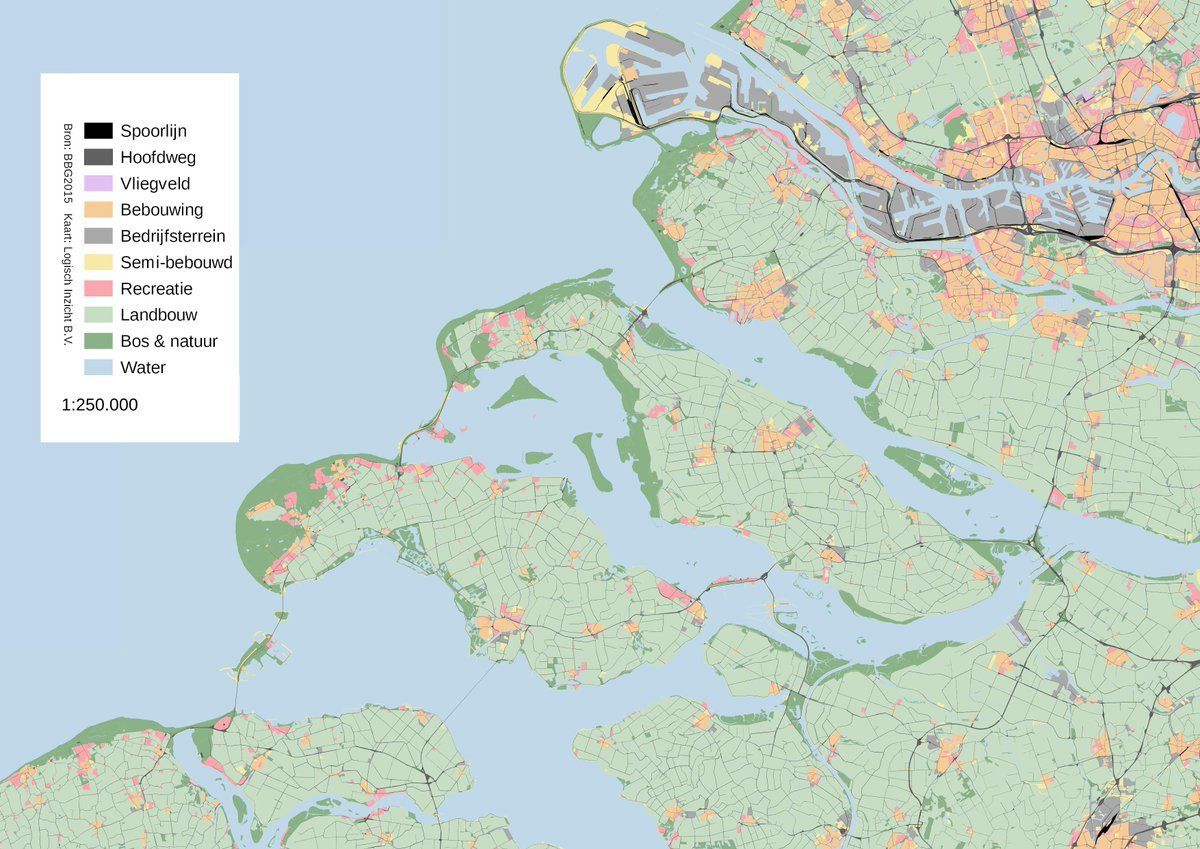 Bron: BBG2015 Kaart: Logisch Inzicht B.V.
Spoorlijn
Hoofdweg
Vliegveld
Bebouwing
Bedrijfsterrein
Semi-bebouwd
Recreatie
Landbouw
Bos & natuur
Water
1:250.000